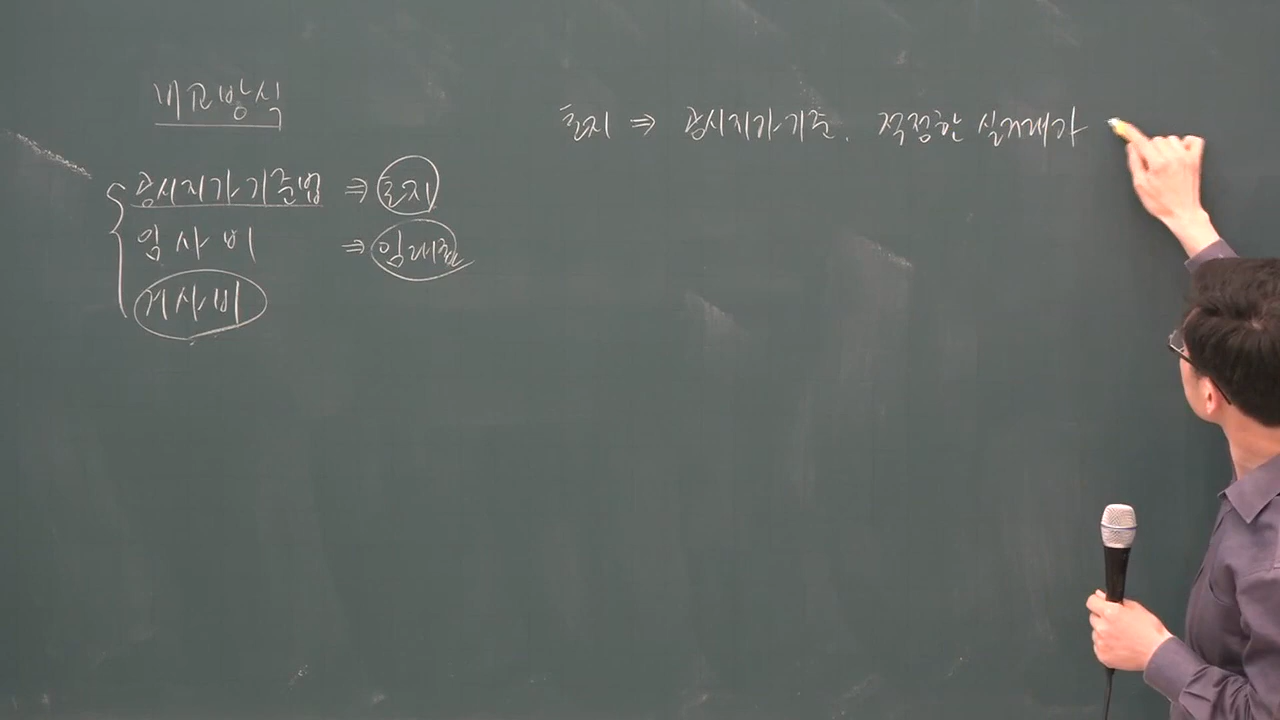 비교방식
공시지가기준법 ⇒ 토지
임사비 ⇒ 임대료
거사비
토지 ⇒ 공시지가기준. 적정한 실거래가